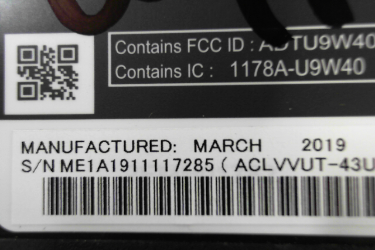 Contains FCC ID : ADTU9W40
Contains IC : 1178A-U9W40
MANUFACTURED: MARCH 2019
S/N ME1A1911117285 ( ACLVVUT-43U